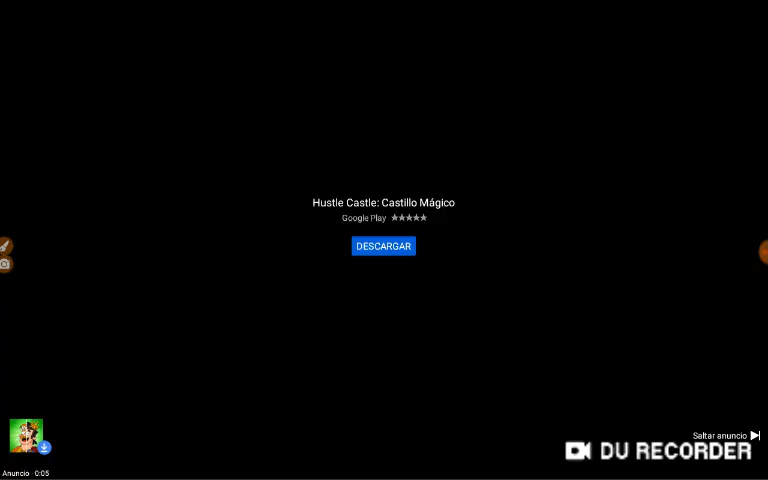 Hustle Castle: Castillo Mágico
Google Play
DESCARGAR
Saltar anuncio
DU RECORDER
Anuncio · 0:05